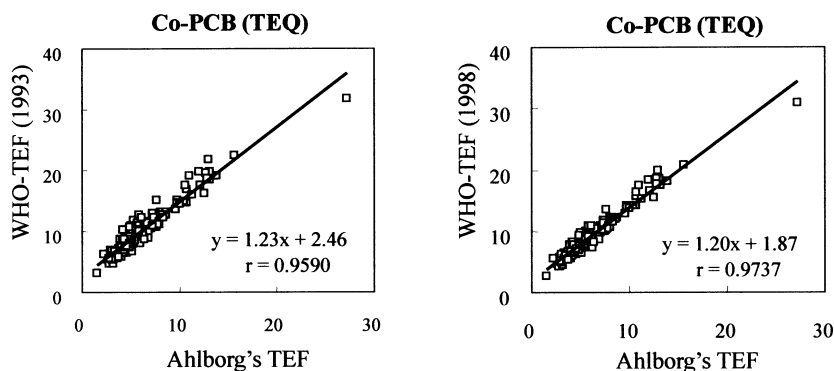 Co-PCB (TEQ)
WHO-TEF (1993)
40
30
20
10
0
y = 1.23x + 2.46
r = 0.9590
0 10 20 30
Ahlborg's TEF
Co-PCB (TEQ)
WHO-TEF (1998)
40
30
20
10
0
y = 1.20x + 1.87
r = 0.9737
0 10 20 30
Ahlborg's TEF